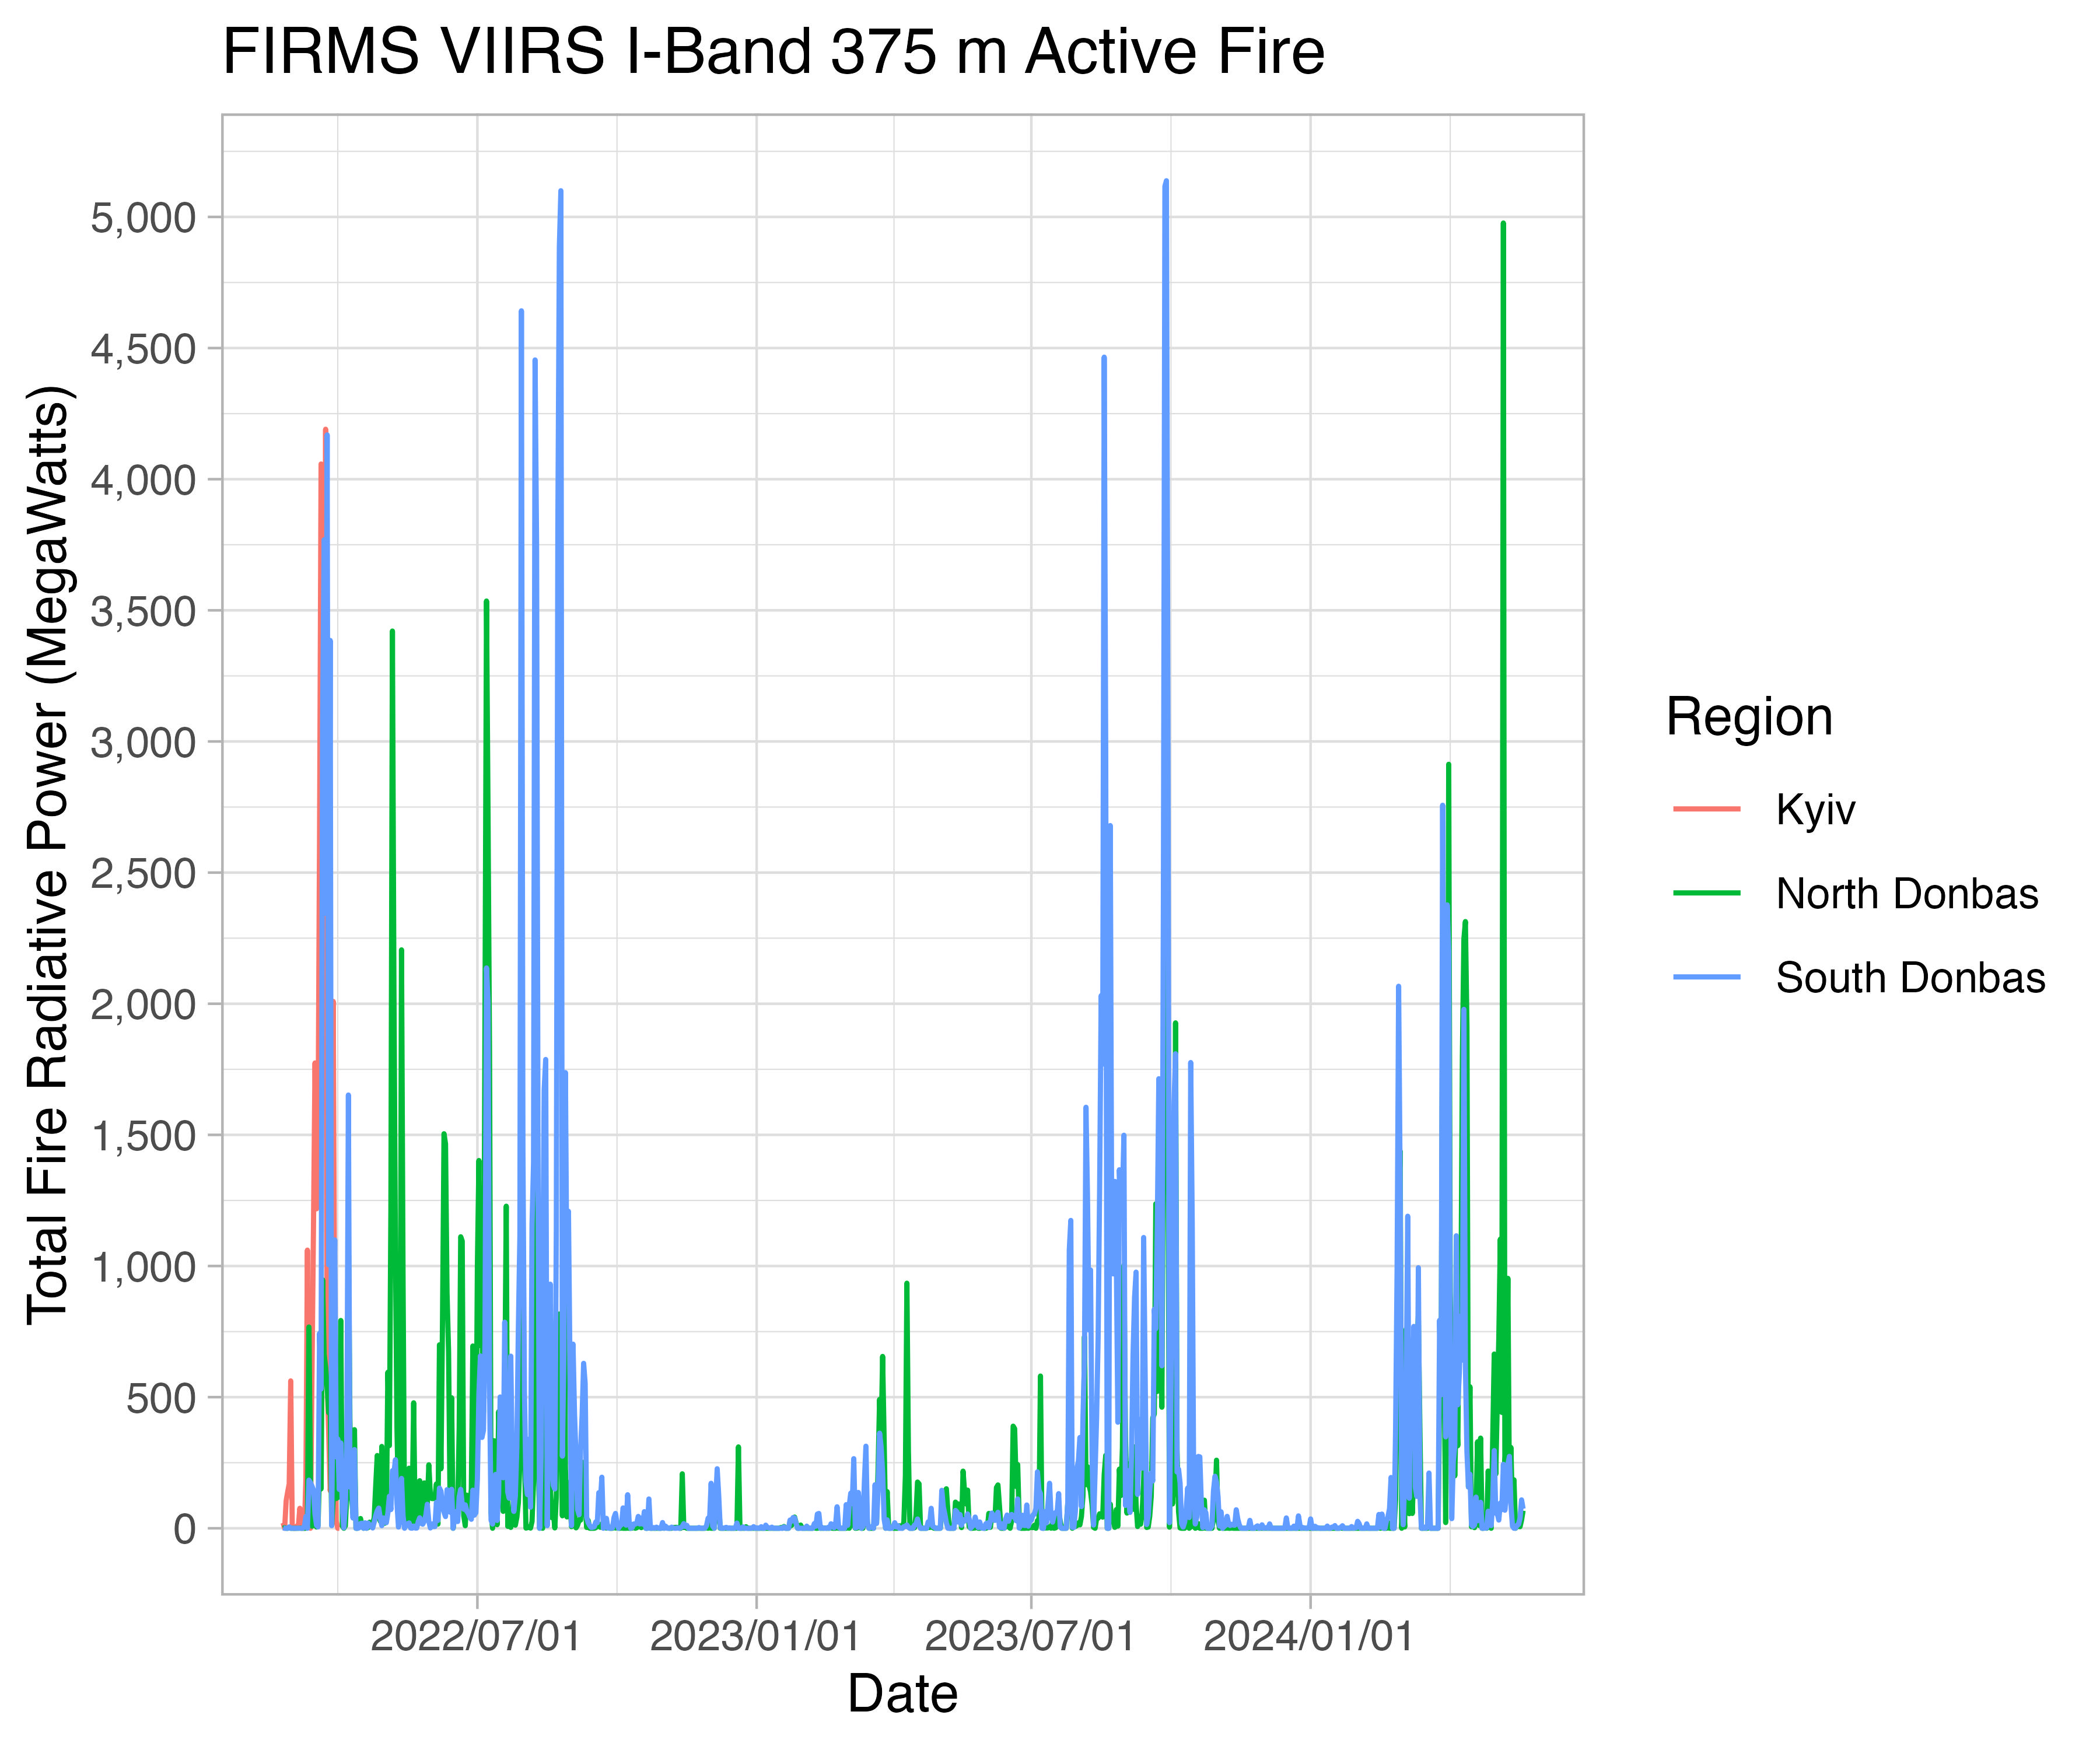 FIRMS VIIRS I-Band 375 m Active Fire
Total Fire Radiative Power (MegaWatts)
5,000
4,500
4,000
3,500
3,000
2,500
2,000
1,500
1,000
500
0
2022/07/01
2023/01/01
2023/07/01
2024/01/01
Date
Region
Kyiv
North Donbas
South Donbas